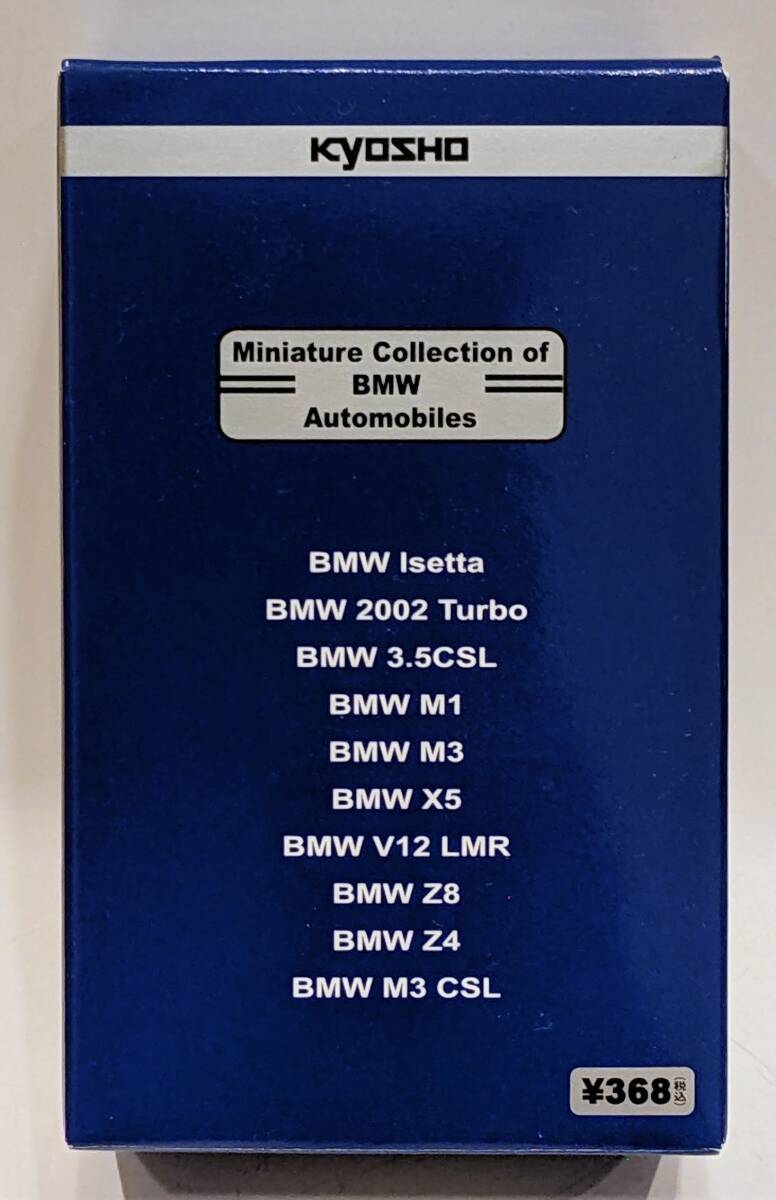 KYOSHO
Miniature Collection of
BMW
Automobiles
BMW Isetta
BMW 2002 Turbo
BMW 3.5CSL
BMW M1
BMW M3
BMW X5
BMW V12 LMR
BMW Z8
BMW Z4
BMW M3 CSL
¥368(税込)